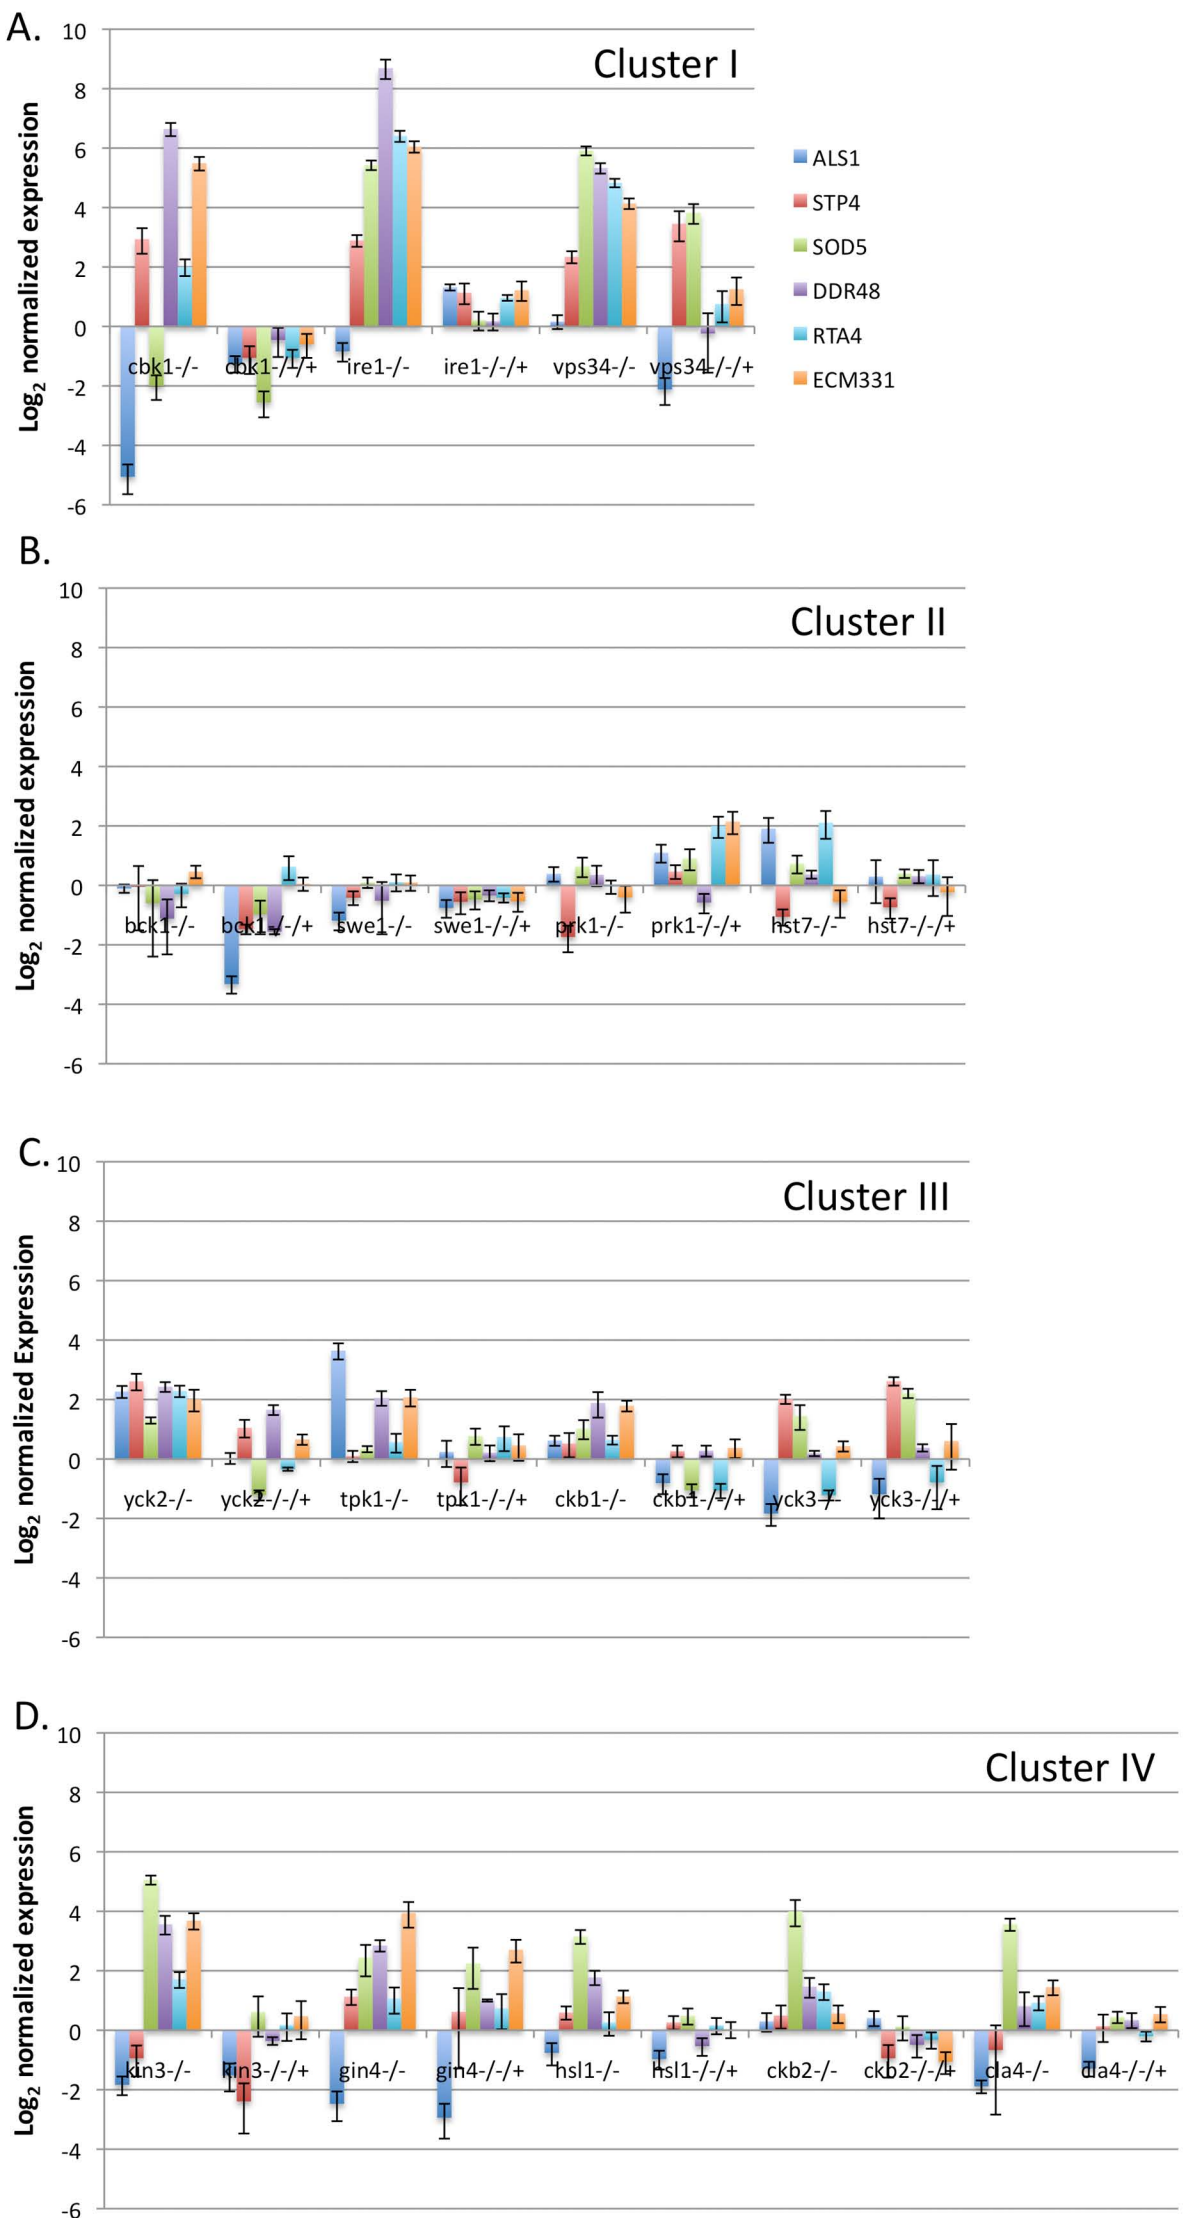 A.
Cluster I
Log2 normalized expression
10
8
6
4
2
0
-2
-4
-6
cbk1-/- cbk1-/-/+ ire1-/- ire1-/-/+ vps34-/- vps34-/-/+
ALS1
STP4
SOD5
DDR48
RTA4
ECM331
B.
Cluster II
Log2 normalized expression
10
8
6
4
2
0
-2
-4
-6
bck1-/- bck1-/-/+ swe1-/- swe1-/-/+ prk1-/- prk1-/-/+ hst7-/- hst7-/-/+
C.
Cluster III
Log2 normalized Expression
10
8
6
4
2
0
-2
-4
-6
yck2-/- yck2-/-/+ tpk1-/- tpk1-/-/+ ckb1-/- ckb1-/-/+ yck3-/- yck3-/-/+
D.
Cluster IV
Log2 normalized expression
10
8
6
4
2
0
-2
-4
-6
kin3-/- kin3-/-/+ gin4-/- gin4-/-/+ hsl1-/- hsl1-/-/+ ckb2-/- ckb2-/-/+ cla4-/- cla4-/-/+